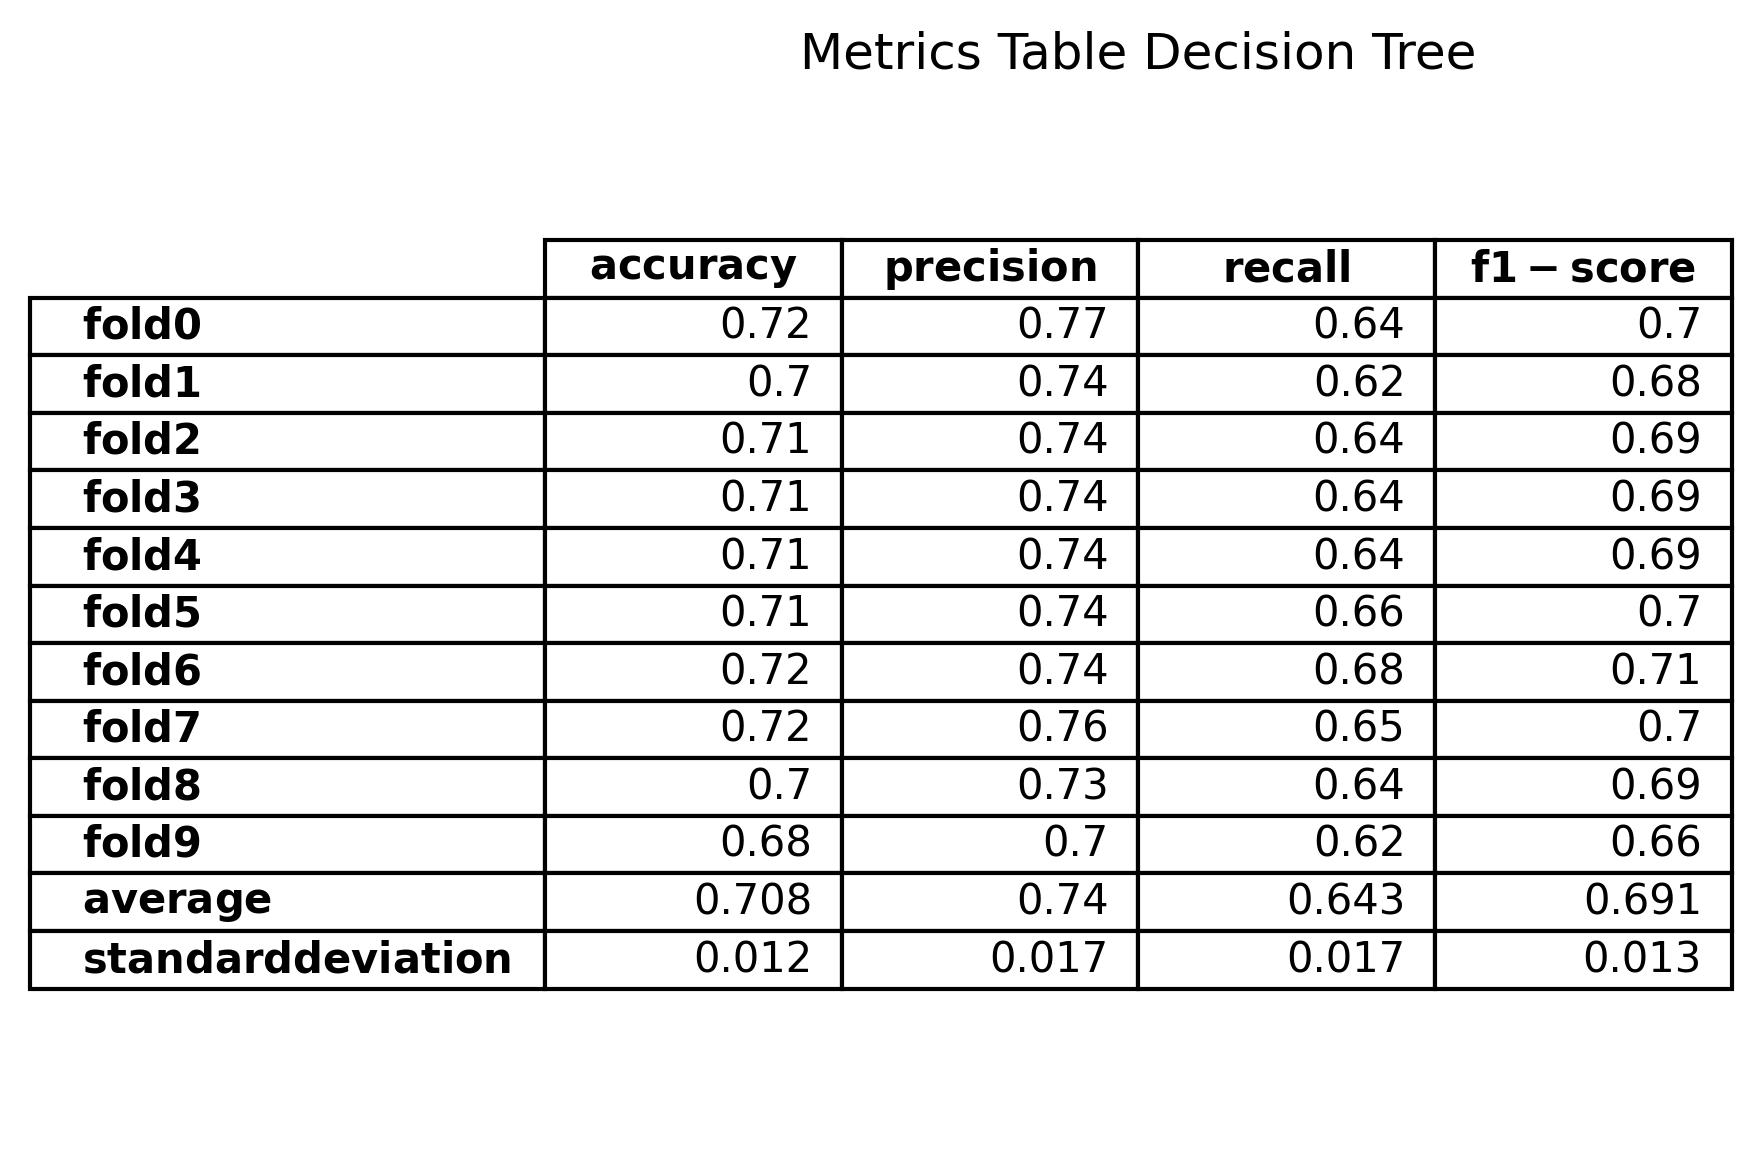 Metrics Table Decision Tree
accuracy precision recall f1 − score
fold0 0.72 0.77 0.64 0.7
fold1 0.7 0.74 0.62 0.68
fold2 0.71 0.74 0.64 0.69
fold3 0.71 0.74 0.64 0.69
fold4 0.71 0.74 0.64 0.69
fold5 0.71 0.74 0.66 0.7
fold6 0.72 0.74 0.68 0.71
fold7 0.72 0.76 0.65 0.7
fold8 0.7 0.73 0.64 0.69
fold9 0.68 0.7 0.62 0.66
average 0.708 0.74 0.643 0.691
standarddeviation 0.012 0.017 0.017 0.013